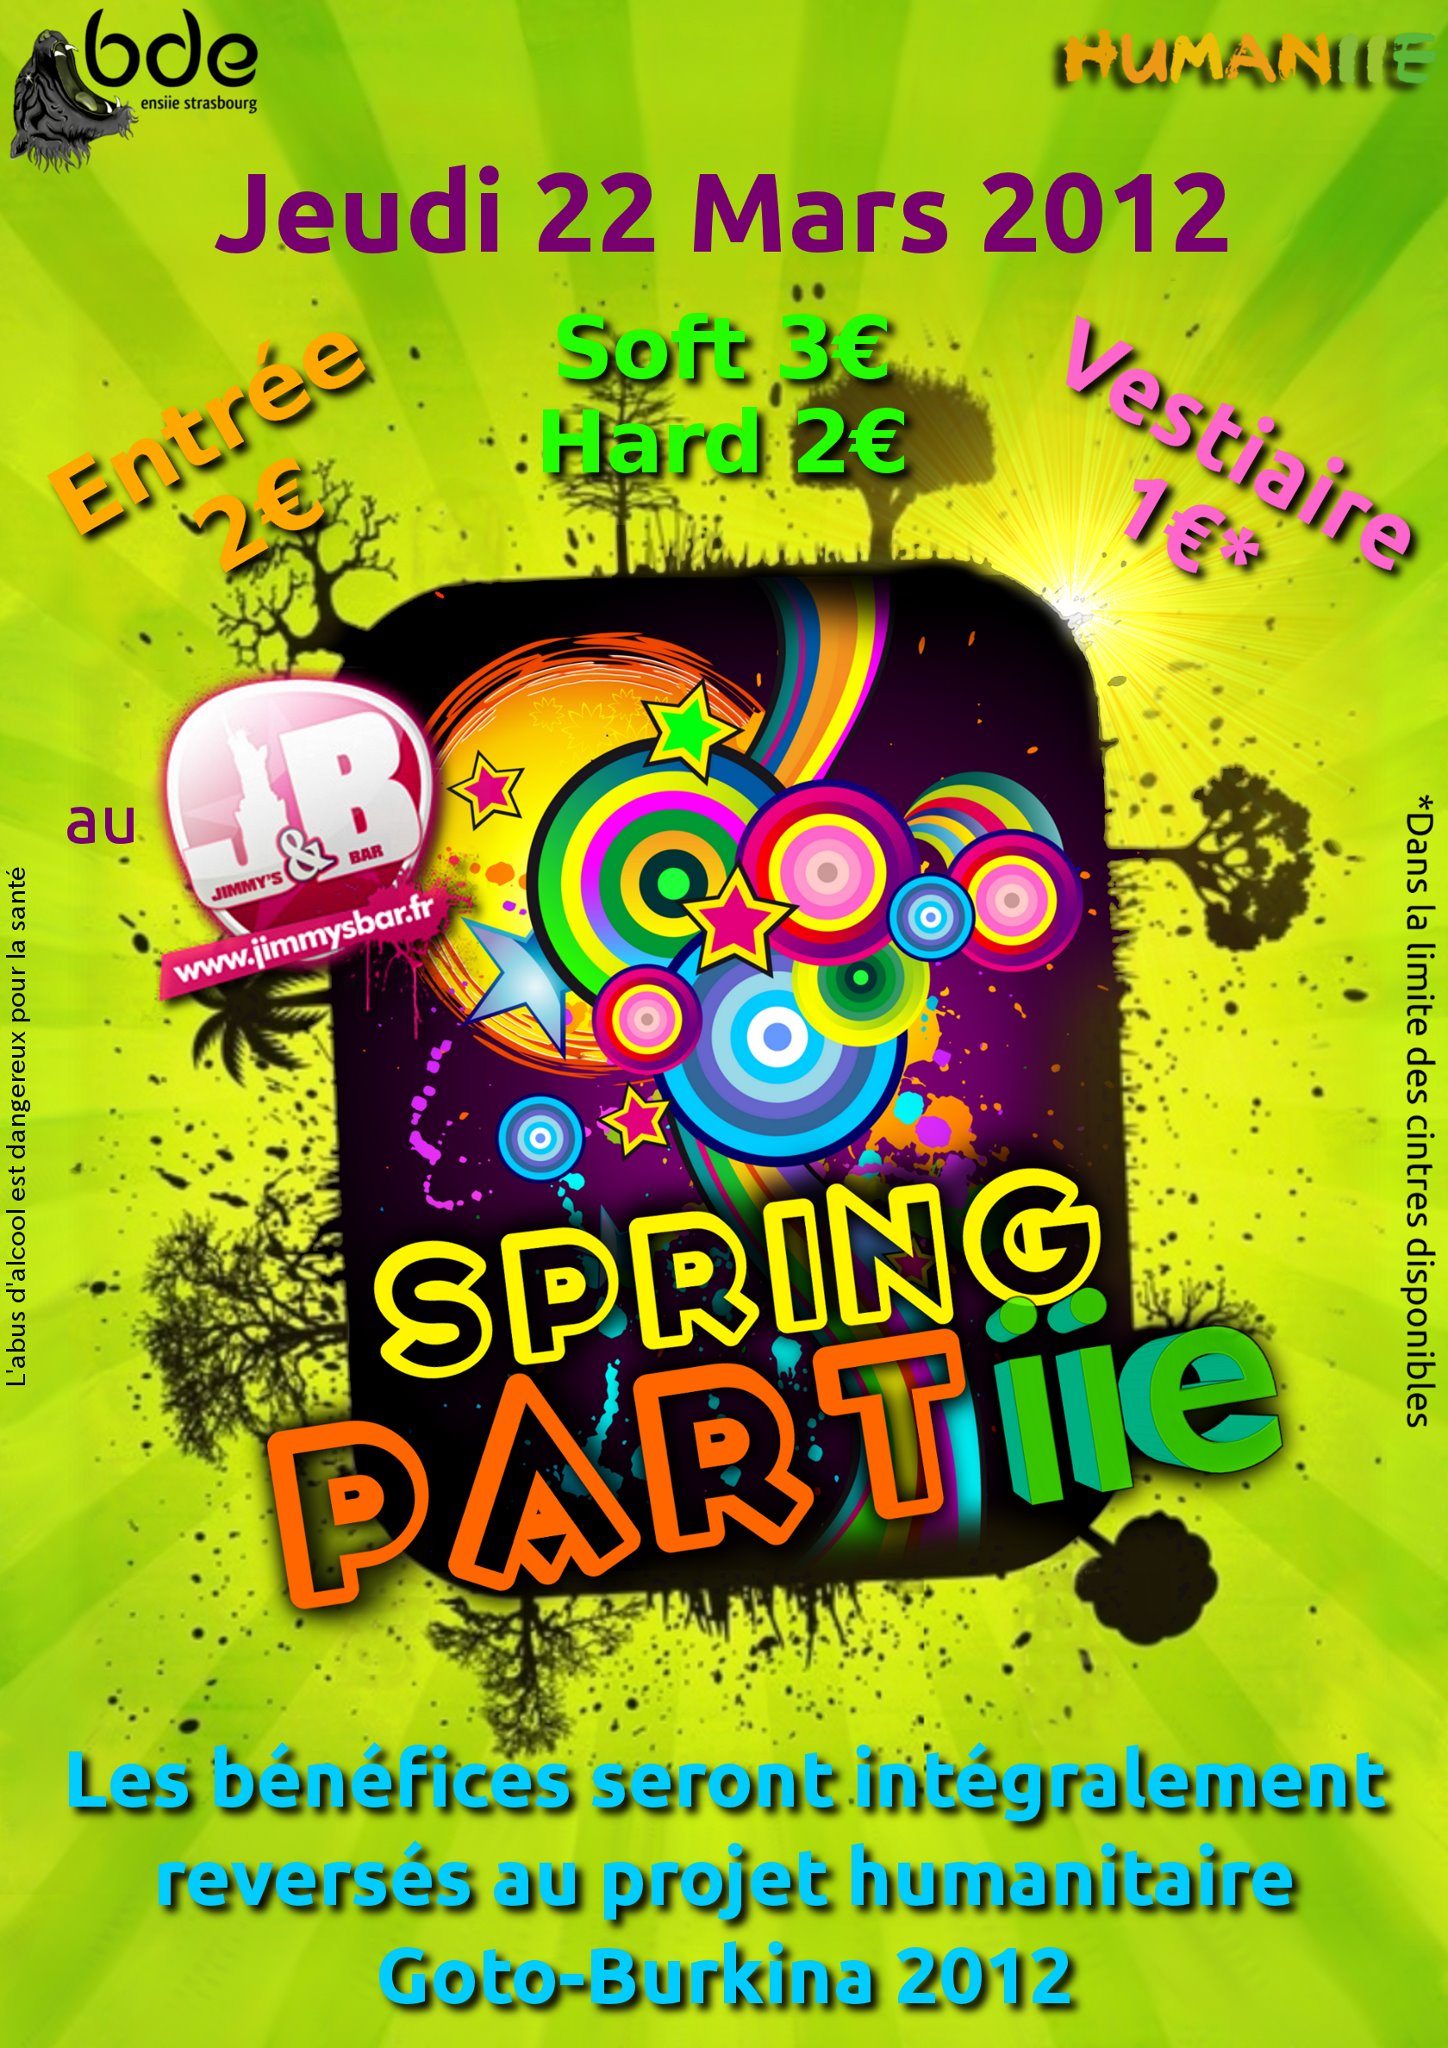 bde
ensiie strasbourg
HUMANIIE
Jeudi 22 Mars 2012
Entrée
2€
Soft 3€
Hard 2€
Vestiaire
1€*
au
J&B
JIMMY'S BAR
www.jimmysbar.fr
L'abus d'alcool est dangereux pour la santé
*Dans la limite des cintres disponibles
SPRING
PARTiie
Les bénéfices seront intégralement
reversés au projet humanitaire
Goto-Burkina 2012